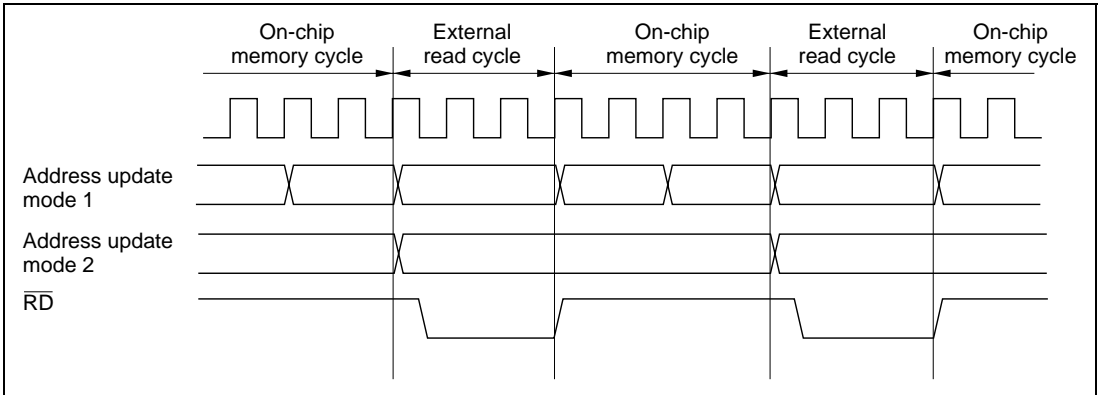 On-chip
memory cycle
External
read cycle
On-chip
memory cycle
External
read cycle
On-chip
memory cycle
Address update
mode 1
Address update
mode 2
RD